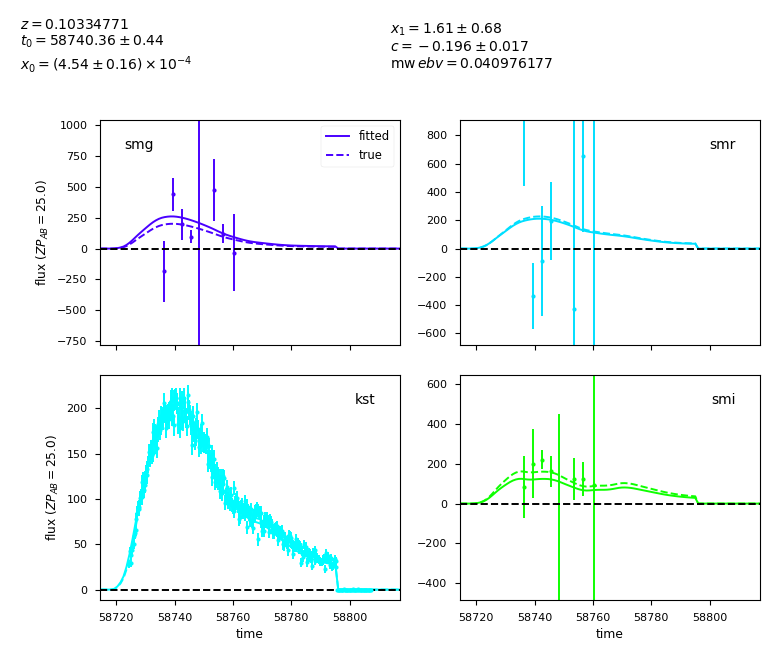 z = 0.10334771
t₀ = 58740.36 ± 0.44
x₀ = (4.54 ± 0.16) × 10⁻⁴
x₁ = 1.61 ± 0.68
c = −0.196 ± 0.017
mw ebv = 0.040976177
smg
fitted
true
1000
750
500
250
0
−250
−500
−750
flux (ZP_AB = 25.0)
smr
800
600
400
200
0
−200
−400
−600
kst
200
150
100
50
0
flux (ZP_AB = 25.0)
58720 58740 58760 58780 58800
time
smi
600
400
200
0
−200
−400
58720 58740 58760 58780 58800
time